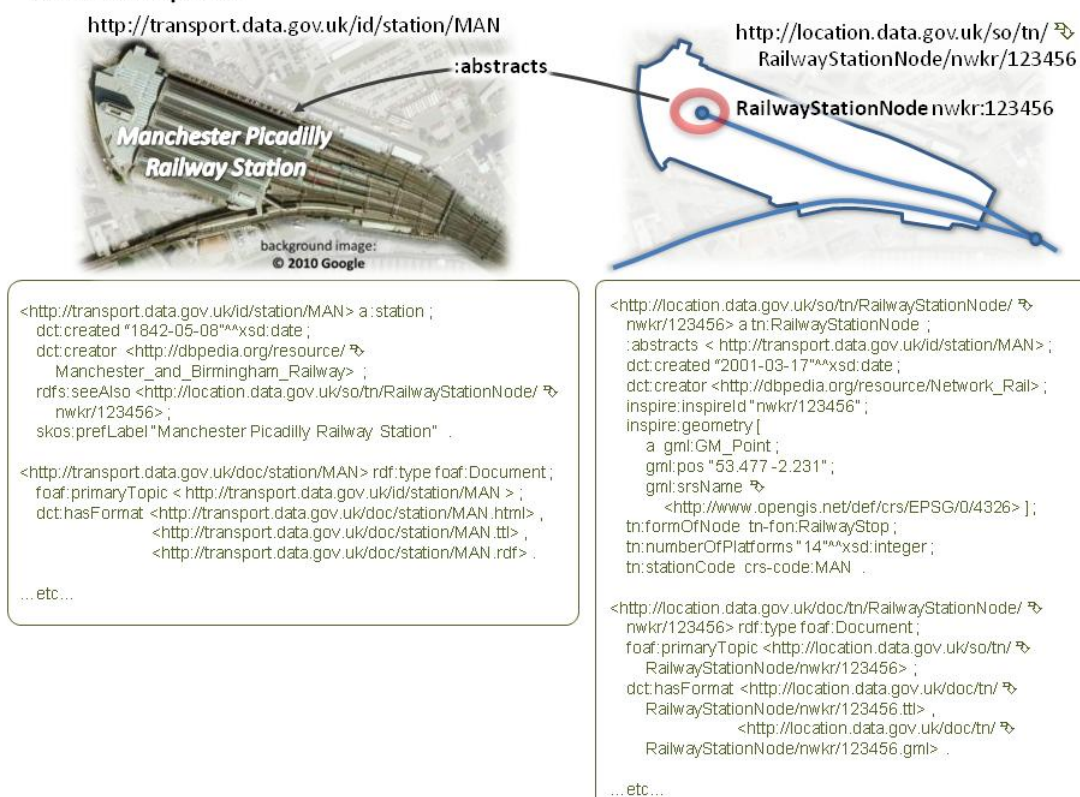 http://transport.data.gov.uk/id/station/MAN
:abstracts
Manchester Picadilly
Railway Station
background image:
© 2010 Google
http://location.data.gov.uk/so/tn/
RailwayStationNode/nwkr/123456
RailwayStationNode nwkr:123456
<http://transport.data.gov.uk/id/station/MAN> a :station ;
dct:created "1842-05-08"^^xsd:date ;
dct:creator <http://dbpedia.org/resource/
Manchester_and_Birmingham_Railway> ;
rdfs:seeAlso <http://location.data.gov.uk/so/tn/RailwayStationNode/
nwkr/123456> ;
skos:prefLabel "Manchester Picadilly Railway Station" .
<http://transport.data.gov.uk/doc/station/MAN> rdf:type foaf:Document ;
foaf:primaryTopic < http://transport.data.gov.uk/id/station/MAN > ;
dct:hasFormat <http://transport.data.gov.uk/doc/station/MAN.html> ,
<http://transport.data.gov.uk/doc/station/MAN.ttl> ,
<http://transport.data.gov.uk/doc/station/MAN.rdf> .
...etc...
<http://location.data.gov.uk/so/tn/RailwayStationNode/
nwkr/123456> a tn:RailwayStationNode ;
:abstracts < http://transport.data.gov.uk/id/station/MAN> ;
dct:created "2001-03-17"^^xsd:date ;
dct:creator <http://dbpedia.org/resource/Network_Rail> ;
inspire:inspireId "nwkr/123456" ;
inspire:geometry [
a gml:GM_Point ;
gml:pos "53.477 -2.231" ;
gml:srsName
<http://www.opengis.net/def/crs/EPSG/0/4326> ] ;
tn:formOfNode tn-fon:RailwayStop ;
tn:numberOfPlatforms "14"^^xsd:integer ;
tn:stationCode crs-code:MAN .
<http://location.data.gov.uk/doc/tn/RailwayStationNode/
nwkr/123456> rdf:type foaf:Document ;
foaf:primaryTopic <http://location.data.gov.uk/so/tn/
RailwayStationNode/nwkr/123456> ;
dct:hasFormat <http://location.data.gov.uk/doc/tn/
RailwayStationNode/nwkr/123456.ttl> ,
<http://location.data.gov.uk/doc/tn/
RailwayStationNode/nwkr/123456.gml> .
...etc...